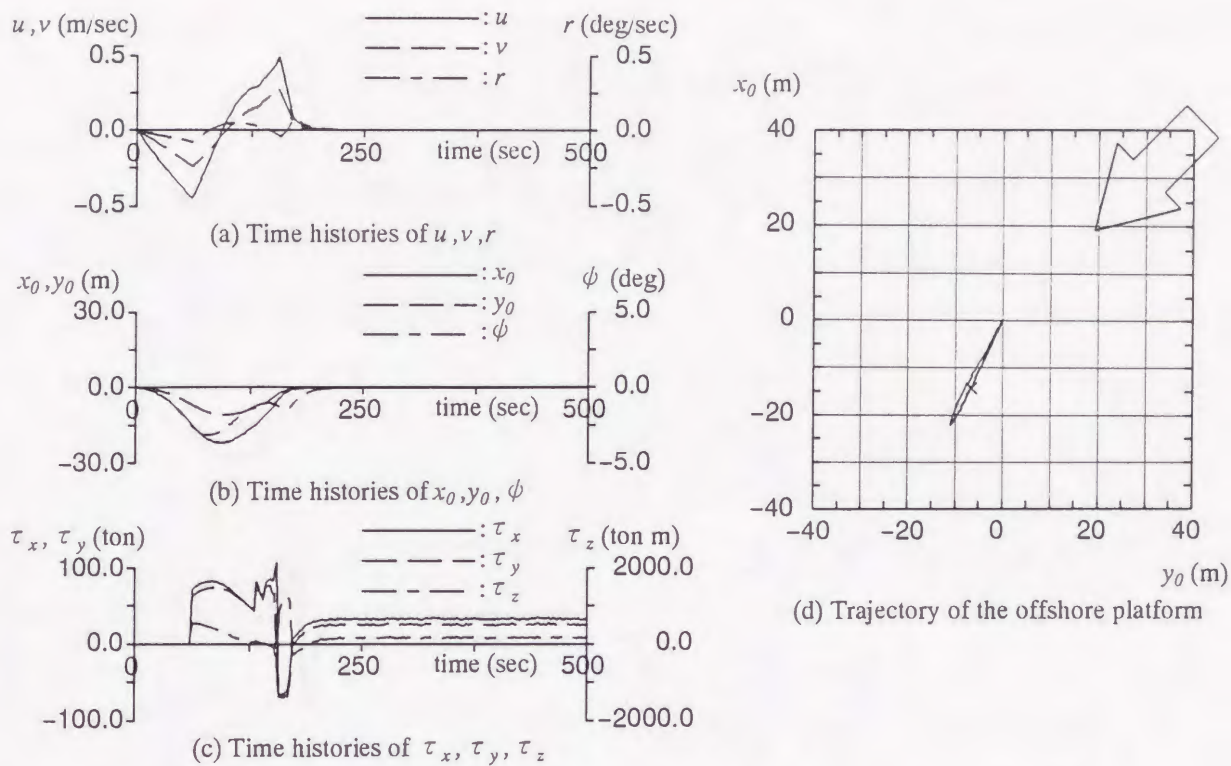 u, v (m/sec)
: u
: v
: r
r (deg/sec)
0.5
0.0
-0.5
0.5
0.0
-0.5
0
250
time (sec)
500
(a) Time histories of u, v, r
x₀, y₀ (m)
: x₀
: y₀
: ψ
ψ (deg)
30.0
0.0
-30.0
5.0
0.0
-5.0
0
250
time (sec)
500
(b) Time histories of x₀, y₀, ψ
τx, τy (ton)
: τx
: τy
: τz
τz (ton m)
100.0
0.0
-100.0
2000.0
0.0
-2000.0
0
250
time (sec)
500
(c) Time histories of τx, τy, τz
x₀ (m)
40
20
0
-20
-40
-40
-20
0
20
40
y₀ (m)
(d) Trajectory of the offshore platform